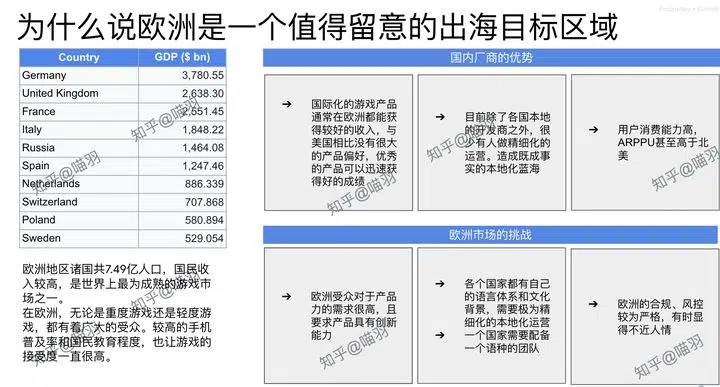 Proprietary + Confidential
为什么说欧洲是一个值得留意的出海目标区域
Country GDP ($ bn)
Germany 3,780.55
United Kingdom 2,638.30
France 2,551.45
Italy 1,848.22
Russia 1,464.08
Spain 1,247.46
Netherlands 886.339
Switzerland 707.868
Poland 580.894
Sweden 529.054
欧洲地区诸国共7.49亿人口，国民收
入较高，是世界上最为成熟的游戏市
场之一。
在欧洲，无论是重度游戏还是轻度游
戏，都有着广大的受众。较高的手机
普及率和国民教育程度，也让游戏的
接受度一直很高。
国内厂商的优势
➔ 国际化的游戏产品
通常在欧洲都能获
得较好的收入，与
美国相比没有很大
的产品偏好，优秀
的产品可以迅速获
得好的成绩
➔ 目前除了各国本地
的开发商之外，很
少有人做精细化的
运营。造成既成事
实的本地化蓝海
➔ 用户消费能力高，
ARPPU甚至高于北
美
欧洲市场的挑战
➔ 欧洲受众对于产品
力的需求很高，且
要求产品具有创新
能力
➔ 各个国家都有自己
的语言体系和文化
背景，需要极为精
细化的本地化运营
➔ 一个国家需要配备
一个语种的团队
➔ 欧洲的合规、风控
较为严格，有时显
得不近人情
知乎@喵羽
知乎@喵羽
知乎@喵羽
知乎@喵羽
知乎@喵羽
知乎@喵羽
知乎@喵羽
知乎@喵羽